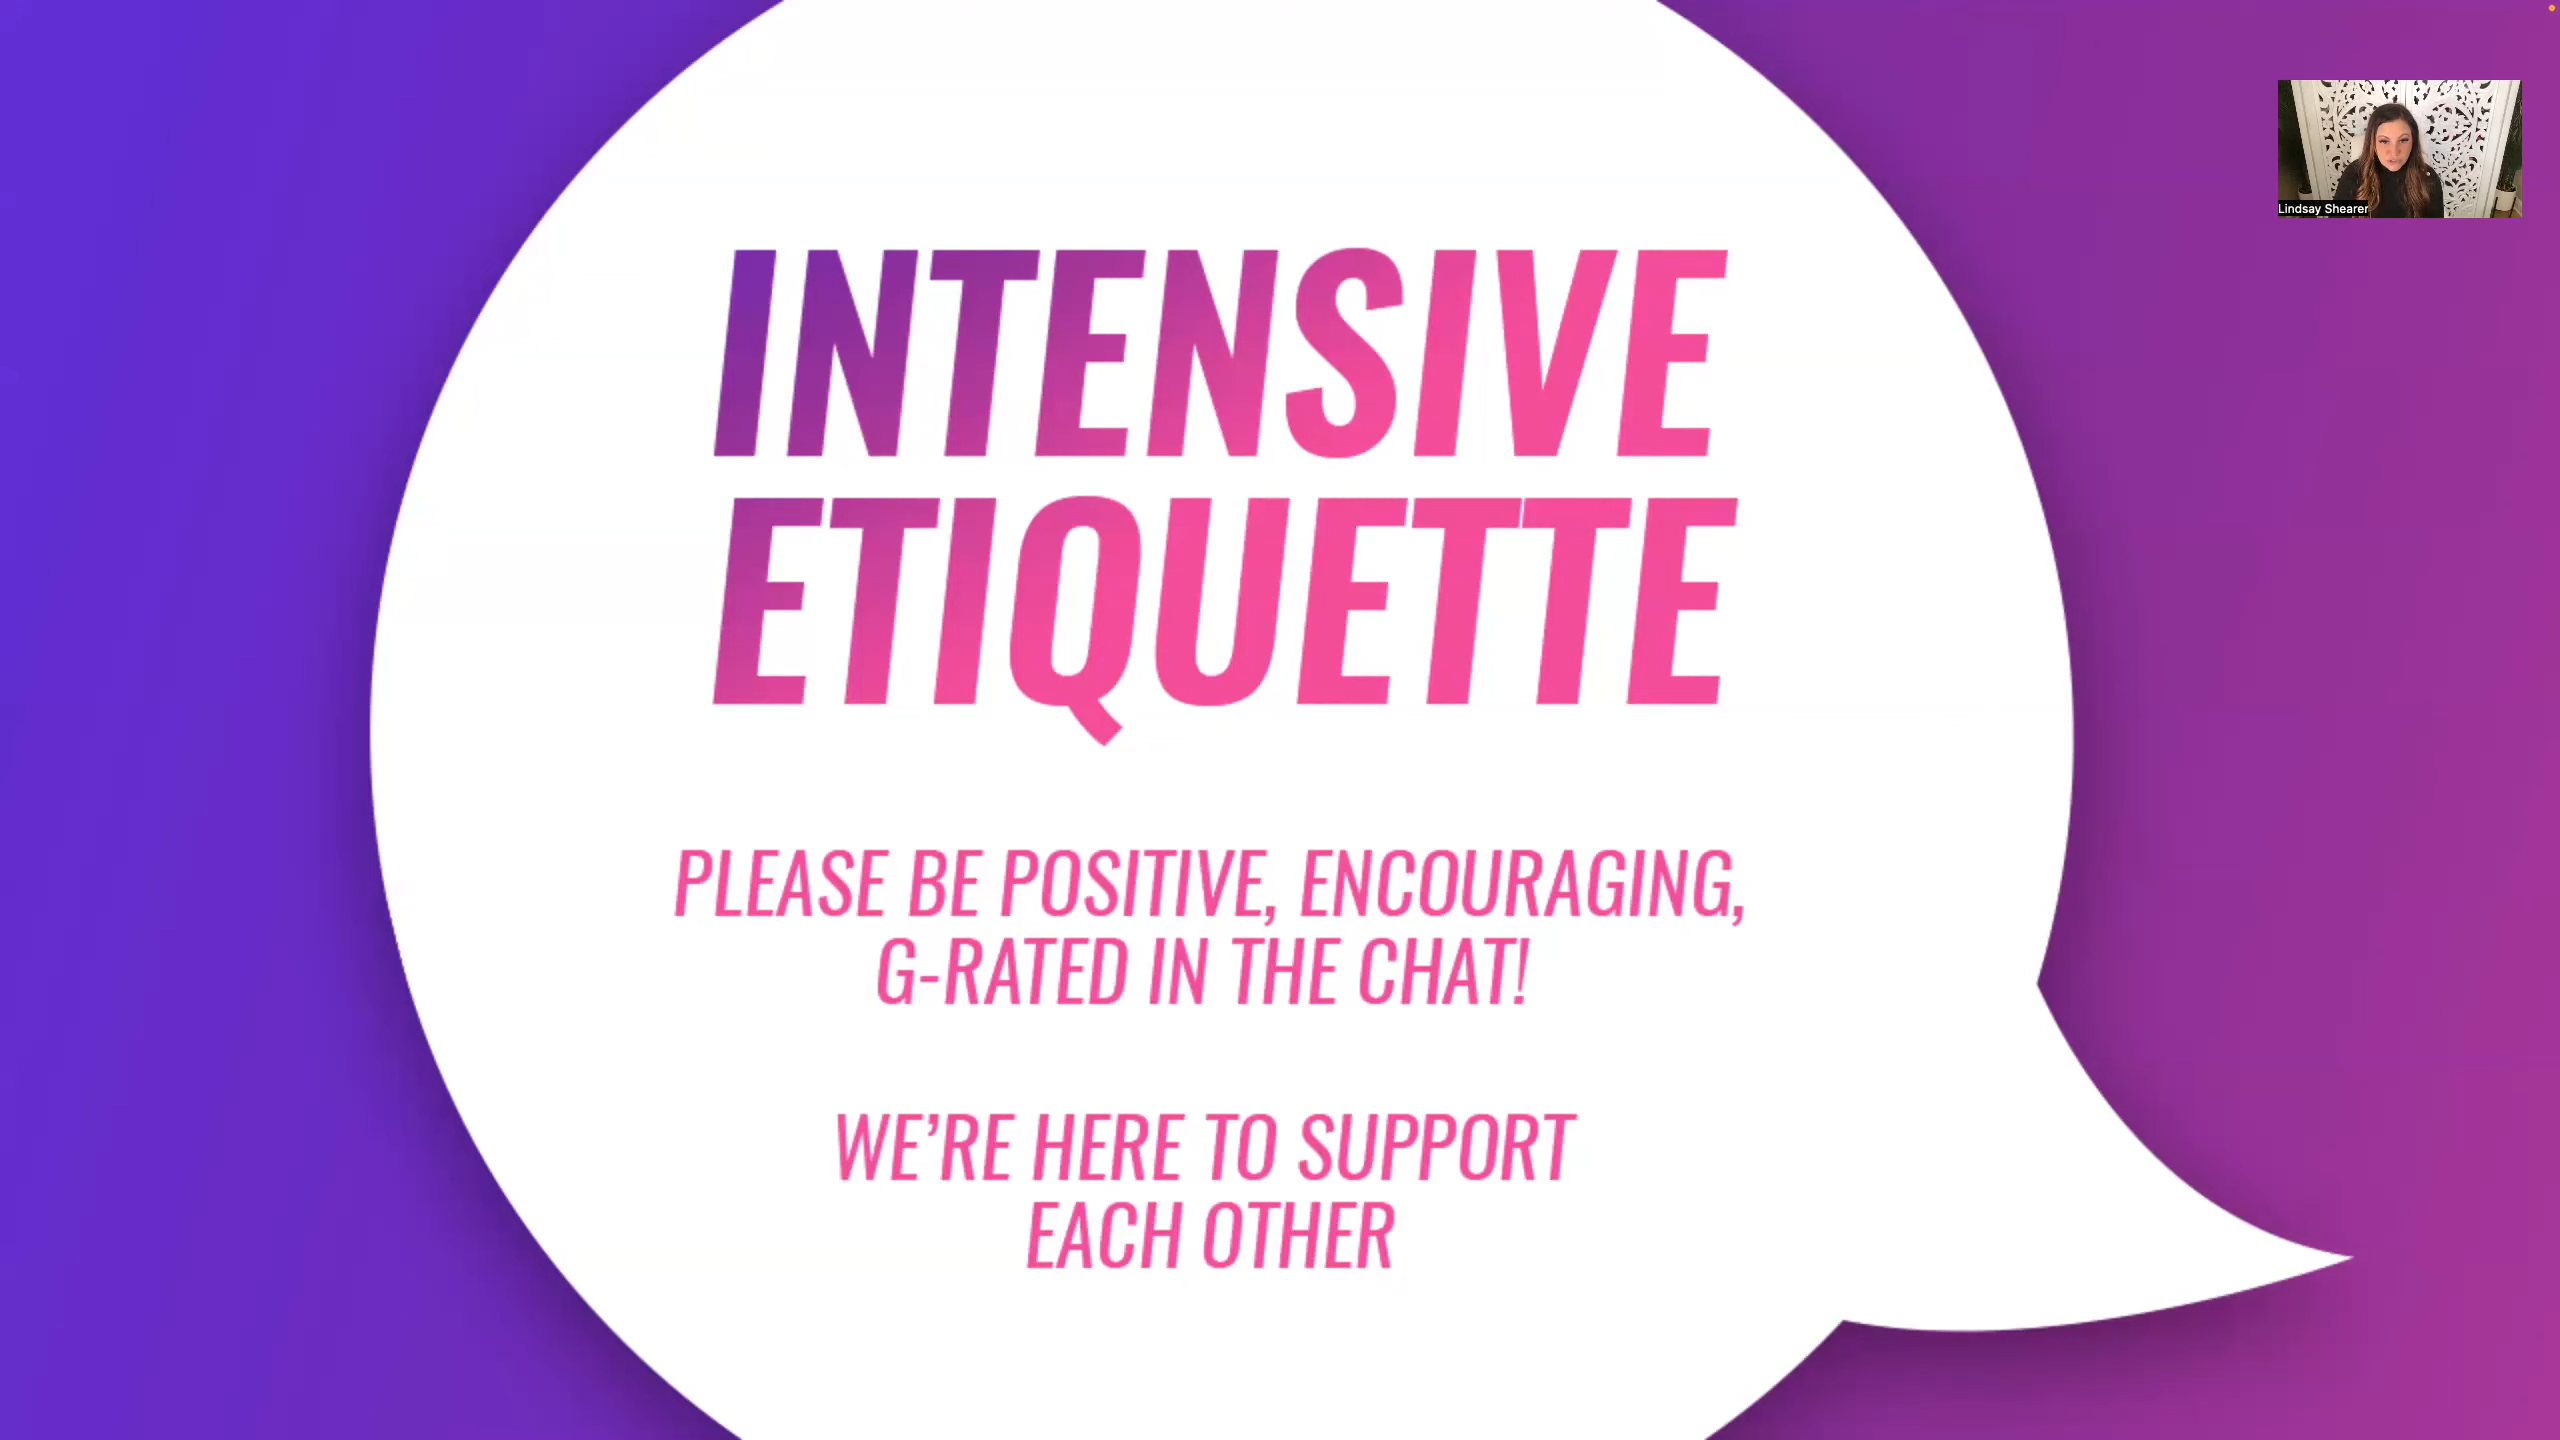 INTENSIVE
ETIQUETTE
PLEASE BE POSITIVE, ENCOURAGING,
G-RATED IN THE CHAT!
WE’RE HERE TO SUPPORT
EACH OTHER
Lindsay Shearer